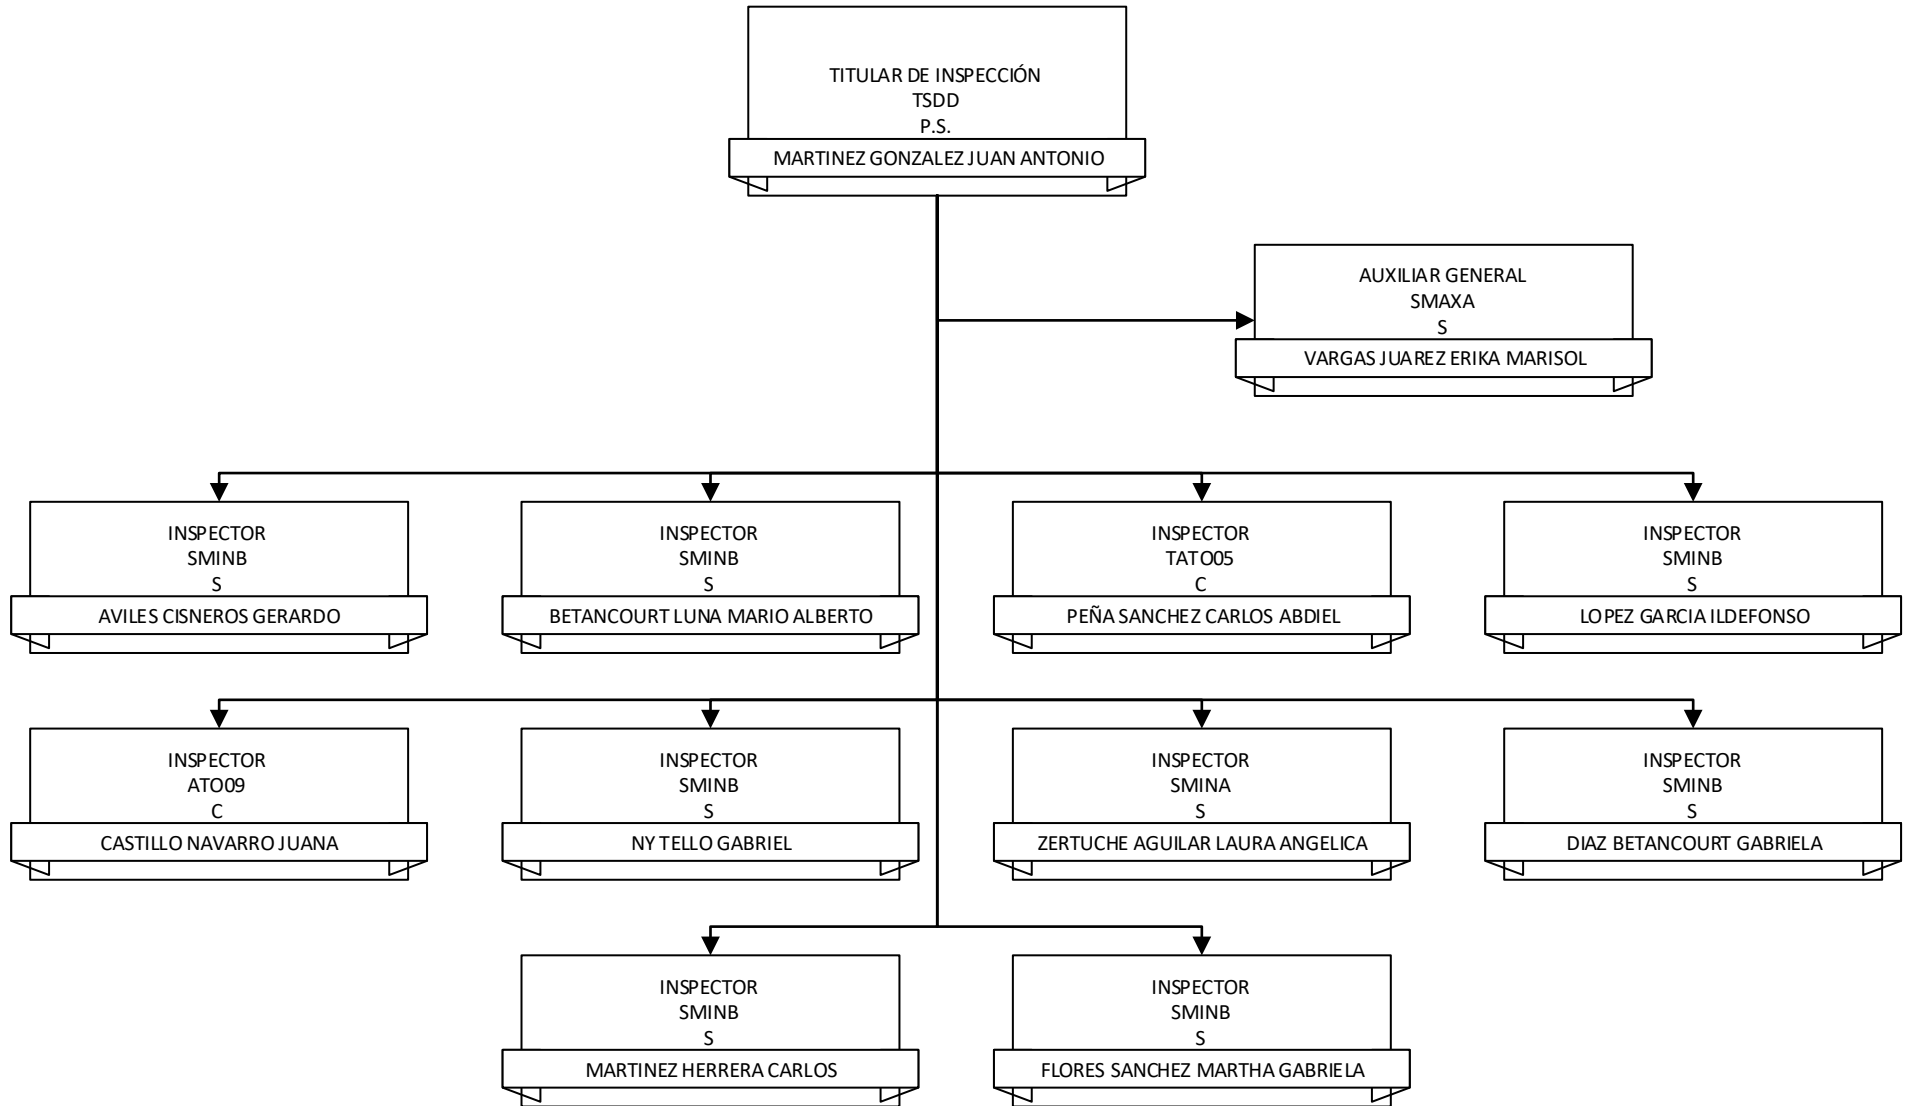 TITULAR DE INSPECCIÓN
TSDD
P.S.
MARTINEZ GONZALEZ JUAN ANTONIO
AUXILIAR GENERAL
SMAXA
S
VARGAS JUAREZ ERIKA MARISOL
INSPECTOR
SMINB
S
AVILES CISNEROS GERARDO
INSPECTOR
SMINB
S
BETANCOURT LUNA MARIO ALBERTO
INSPECTOR
TATO05
C
PEÑA SANCHEZ CARLOS ABDIEL
INSPECTOR
SMINB
S
LOPEZ GARCIA ILDEFONSO
INSPECTOR
ATO09
C
CASTILLO NAVARRO JUANA
INSPECTOR
SMINB
S
NY TELLO GABRIEL
INSPECTOR
SMINA
S
ZERTUCHE AGUILAR LAURA ANGELICA
INSPECTOR
SMINB
S
DIAZ BETANCOURT GABRIELA
INSPECTOR
SMINB
S
MARTINEZ HERRERA CARLOS
INSPECTOR
SMINB
S
FLORES SANCHEZ MARTHA GABRIELA